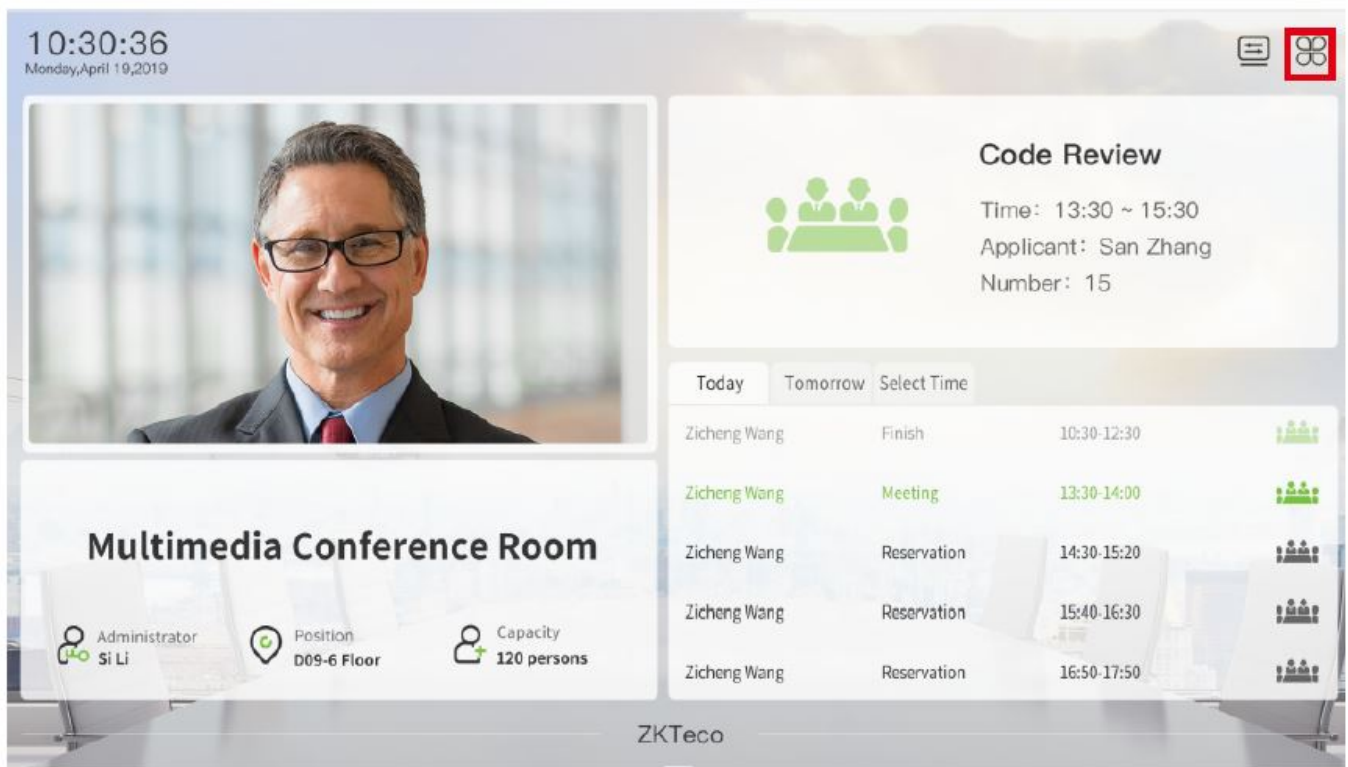 10:30:36
Monday,April 19,2019
Code Review
Time: 13:30 ~ 15:30
Applicant: San Zhang
Number: 15
Today Tomorrow Select Time
Zicheng Wang Finish 10:30-12:30
Zicheng Wang Meeting 13:30-14:00
Zicheng Wang Reservation 14:30-15:20
Zicheng Wang Reservation 15:40-16:30
Zicheng Wang Reservation 16:50-17:50
Multimedia Conference Room
Administrator
Si Li
Position
D09-6 Floor
Capacity
120 persons
ZKTeco